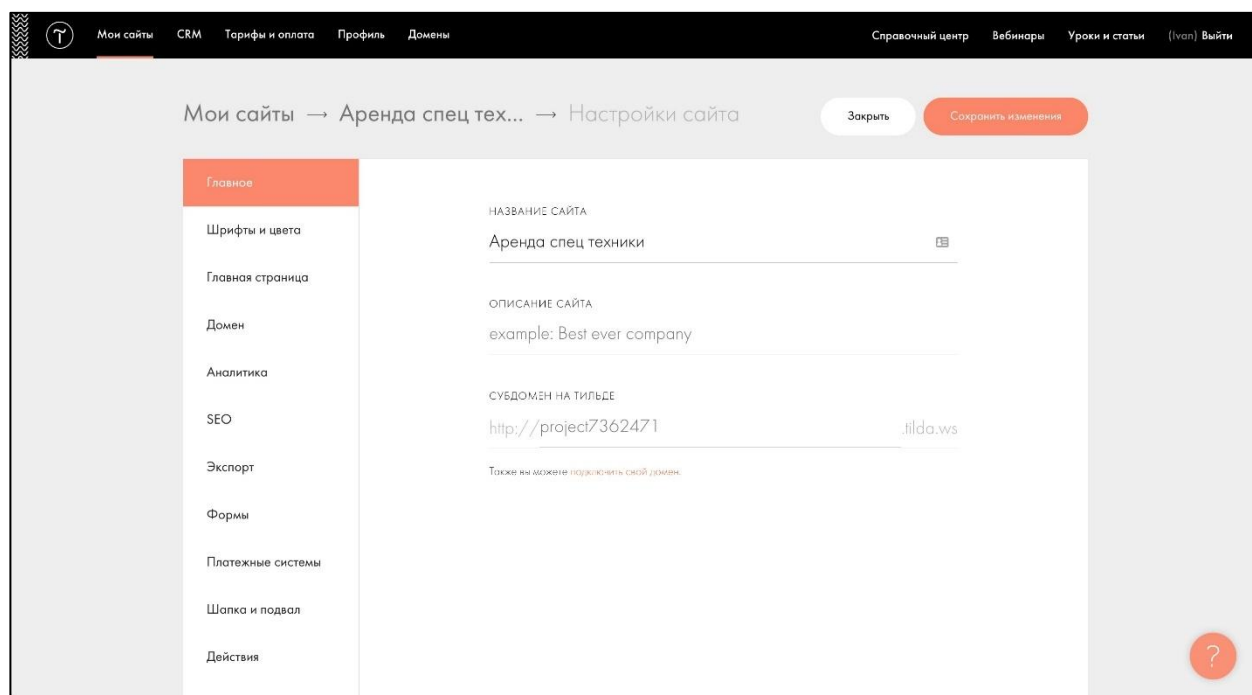 Мои сайты CRM Тарифы и оплата Профиль Домены Справочный центр Вебинары Уроки и статьи (Ivan) Выйти
Мои сайты → Аренда спец тех... → Настройки сайта Закрыть Сохранить изменения
Главное
Шрифты и цвета
Главная страница
Домен
Аналитика
SEO
Экспорт
Формы
Платежные системы
Шапка и подвал
Действия
НАЗВАНИЕ САЙТА
Аренда спец техники
ОПИСАНИЕ САЙТА
example: Best ever company
СУБДОМЕН НА ТИЛЬДЕ
http://project7362471 .tilda.ws
Также вы можете подключить свой домен.
?